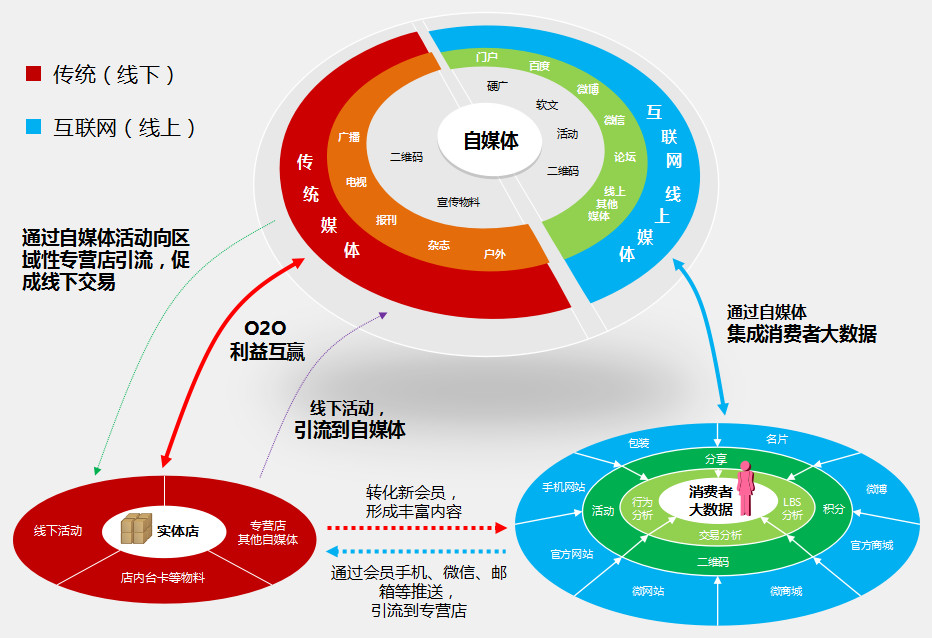 传统（线下）
互联网（线上）
门户
百度
微博
微信
论坛
线上
其他
媒体
硬广
软文
活动
二维码
自媒体
二维码
宣传物料
广播
电视
报刊
杂志
户外
传统媒体
互联网线上媒体
通过自媒体活动向区
域性专营店引流，促
成线下交易
O2O
利益互赢
线下活动，
引流到自媒体
通过自媒体
集成消费者大数据
线下活动
实体店
专营店
其他自媒体
店内台卡等物料
转化新会员，
形成丰富内容
通过会员手机、微信、邮
箱等推送，
引流到专营店
包装
名片
手机网站
微博
官方网站
官方商城
微网站
微商城
分享
活动
积分
二维码
行为
分析
LBS
分析
交易分析
消费者
大数据